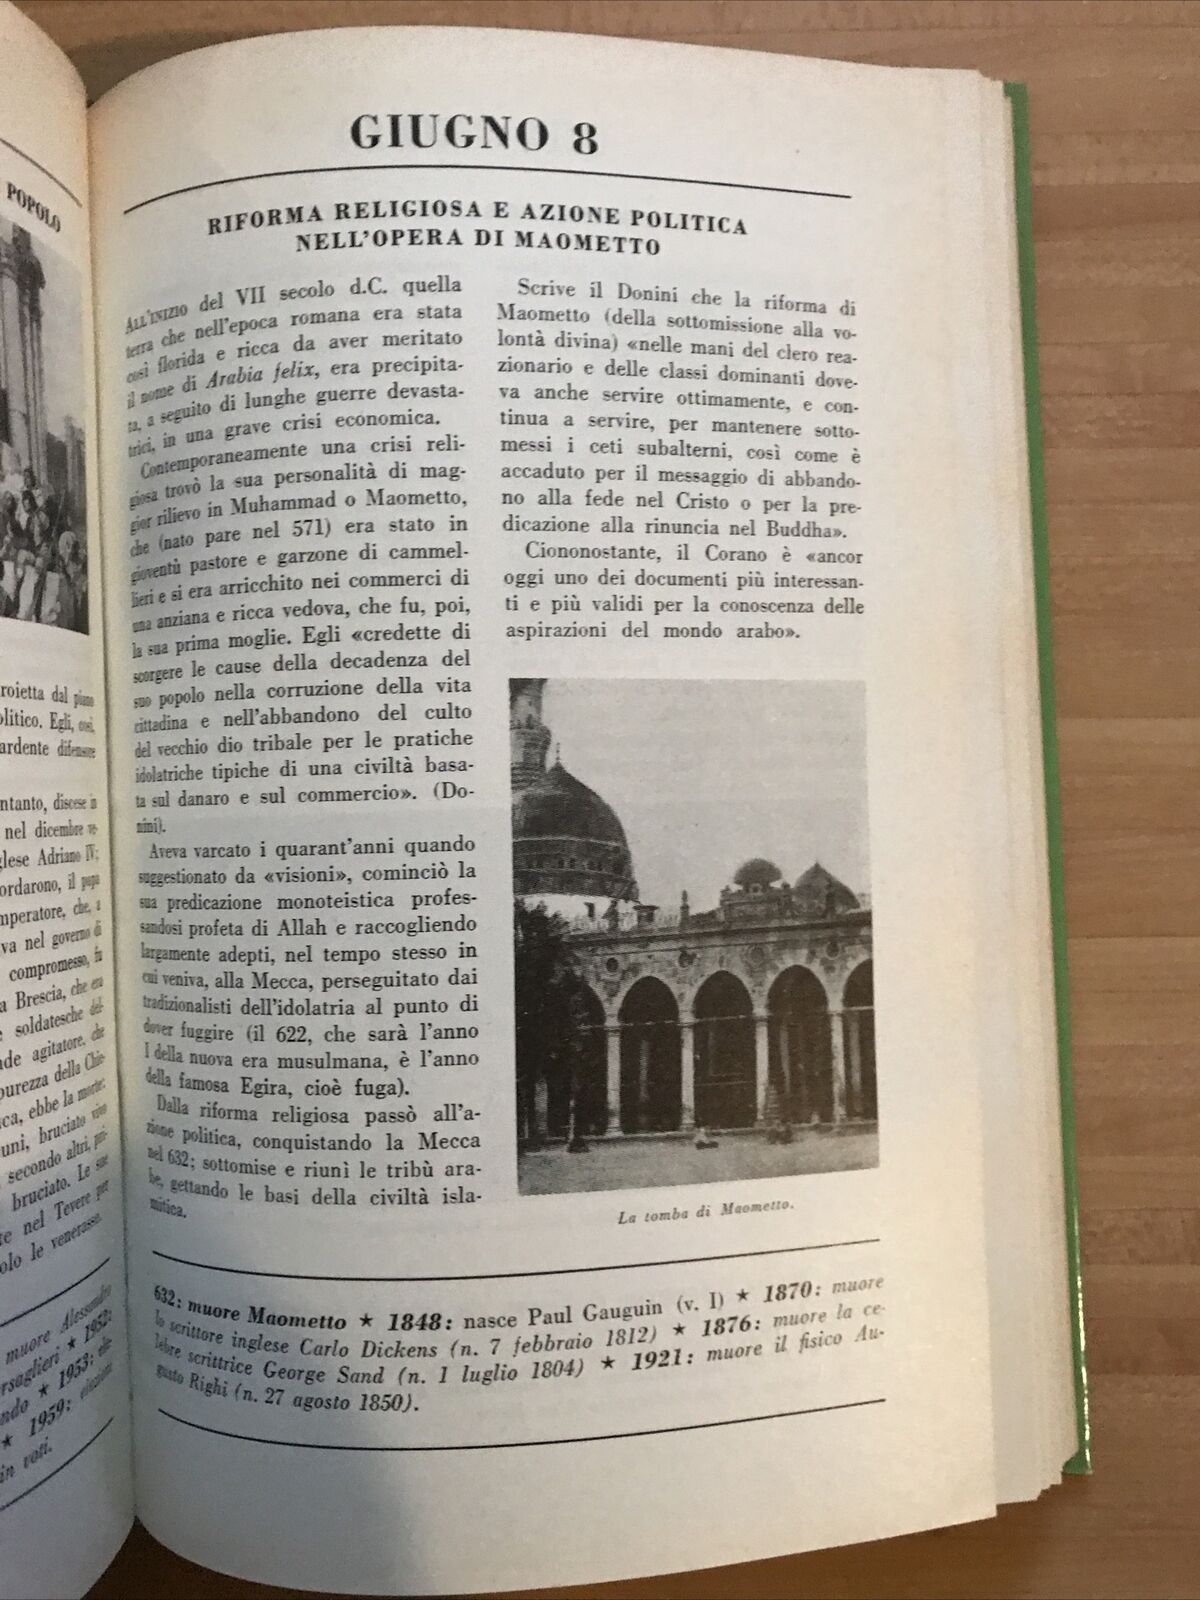 POPOLO
roietta dal piano
olitico. Egli, così,
ardente difensore
ntanto, discese in
nel dicembre ve-
glese Adriano IV;
ordarono, il papa
mperatore, che, a
va nel governo di
compromesso, fu
a Brescia, che era
e soldatesche del-
nde agitatore, che
purezza della Chie-
ca, ebbe la morte:
uni, bruciato vivo
secondo altri, pri-
bruciato. Le sue
te nel Tevere per
olo le venerasse.
muore Alessandro
ersaglieri ★ 1952:
ndo ★ 1953:
★ 1959: elezioni
in voti.
GIUGNO 8
RIFORMA RELIGIOSA E AZIONE POLITICA
NELL'OPERA DI MAOMETTO
ALL'INIZIO del VII secolo d.C. quella
terra che nell'epoca romana era stata
così florida e ricca da aver meritato
il nome di Arabia felix, era precipita-
ta, a seguito di lunghe guerre devasta-
trici, in una grave crisi economica.
Contemporaneamente una crisi reli-
giosa trovò la sua personalità di mag-
gior rilievo in Muhammad o Maometto,
che (nato pare nel 571) era stato in
gioventù pastore e garzone di cammel-
lieri e si era arricchito nei commerci di
una anziana e ricca vedova, che fu, poi,
la sua prima moglie. Egli «credette di
scorgere le cause della decadenza del
suo popolo nella corruzione della vita
cittadina e nell'abbandono del culto
del vecchio dio tribale per le pratiche
idolatriche tipiche di una civiltà basa-
ta sul danaro e sul commercio». (Do-
nini).
Aveva varcato i quarant'anni quando
suggestionato da «visioni», cominciò la
sua predicazione monoteistica profes-
sandosi profeta di Allah e raccogliendo
largamente adepti, nel tempo stesso in
cui veniva, alla Mecca, perseguitato dai
tradizionalisti dell'idolatria al punto di
dover fuggire (il 622, che sarà l'anno
I della nuova era musulmana, è l'anno
della famosa Egira, cioè fuga).
Dalla riforma religiosa passò all'a-
zione politica, conquistando la Mecca
nel 632; sottomise e riunì le tribù ara-
be, gettando le basi della civiltà isla-
mitica.
Scrive il Donini che la riforma di
Maometto (della sottomissione alla vo-
lontà divina) «nelle mani del clero rea-
zionario e delle classi dominanti dove-
va anche servire ottimamente, e con-
tinua a servire, per mantenere sotto-
messi i ceti subalterni, così come è
accaduto per il messaggio di abbando-
no alla fede nel Cristo o per la pre-
dicazione alla rinuncia nel Buddha».
Ciononostante, il Corano è «ancor
oggi uno dei documenti più interessan-
ti e più validi per la conoscenza delle
aspirazioni del mondo arabo».
La tomba di Maometto.
632: muore Maometto ★ 1848: nasce Paul Gauguin (v. I) ★ 1870: muore
lo scrittore inglese Carlo Dickens (n. 7 febbraio 1812) ★ 1876: muore la ce-
lebre scrittrice George Sand (n. 1 luglio 1804) ★ 1921: muore il fisico Au-
gusto Righi (n. 27 agosto 1850).